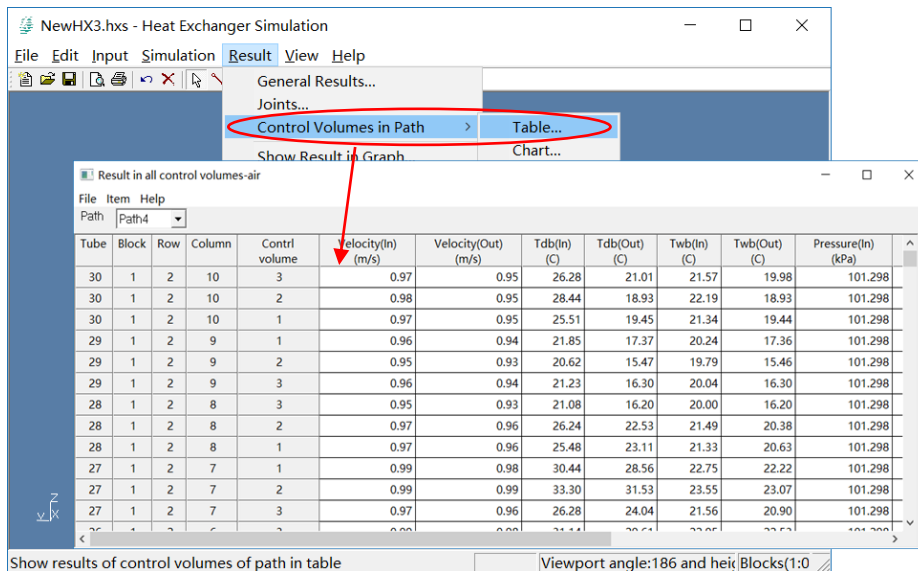 NewHX3.hxs - Heat Exchanger Simulation
File Edit Input Simulation Result View Help
General Results...
Joints...
Control Volumes in Path > Table...
Show Result in Graph
Chart...
Result in all control volumes-air
File Item Help
Path Path4
Tube Block Row Column Contrl volume Velocity(In) (m/s) Velocity(Out) (m/s) Tdb(In) (C) Tdb(Out) (C) Twb(In) (C) Twb(Out) (C) Pressure(In) (kPa)
30 1 2 10 3 0.97 0.95 26.28 21.01 21.57 19.98 101.298
30 1 2 10 2 0.98 0.95 28.44 18.93 22.19 18.93 101.298
30 1 2 10 1 0.97 0.95 25.51 19.45 21.34 19.44 101.298
29 1 2 9 1 0.96 0.94 21.85 17.37 20.24 17.36 101.298
29 1 2 9 2 0.95 0.93 20.62 15.47 19.79 15.46 101.298
29 1 2 9 3 0.96 0.94 21.23 16.30 20.04 16.30 101.298
28 1 2 8 3 0.95 0.93 21.08 16.20 20.00 16.20 101.298
28 1 2 8 2 0.97 0.96 26.24 22.53 21.49 20.38 101.298
28 1 2 8 1 0.97 0.96 25.48 23.11 21.33 20.63 101.298
27 1 2 7 1 0.99 0.98 30.44 28.56 22.75 22.22 101.298
27 1 2 7 2 0.99 0.99 33.30 31.53 23.55 23.07 101.298
27 1 2 7 3 0.97 0.96 26.28 24.04 21.56 20.90 101.298
Z
Y X
Show results of control volumes of path in table
Viewport angle:186 and heig
Blocks(1:0